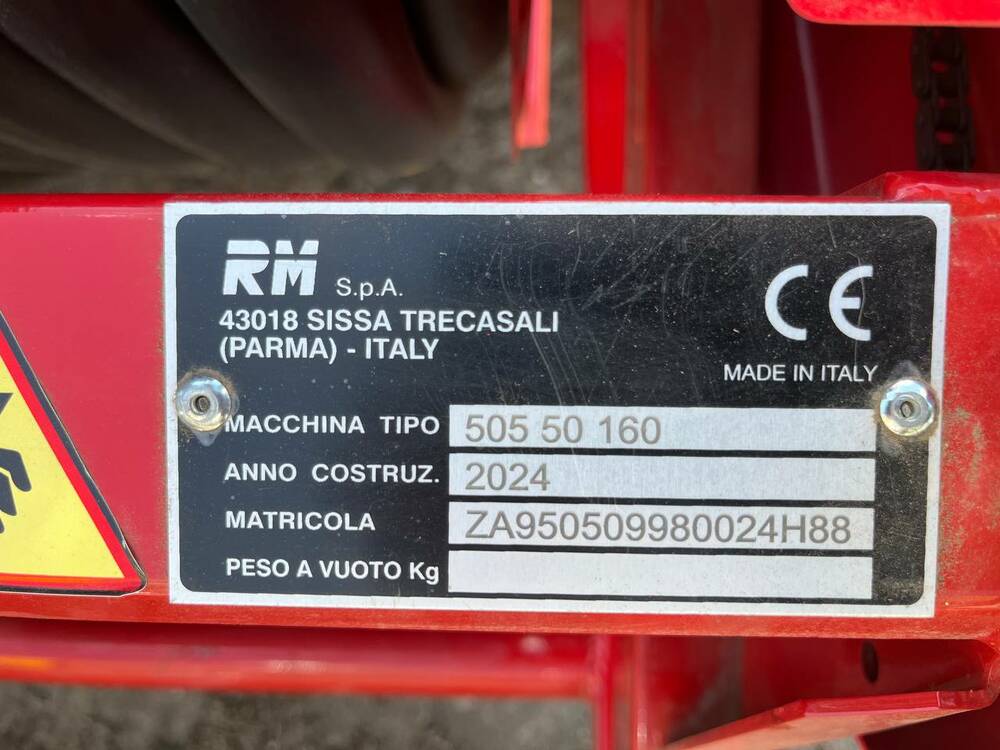 RM S.p.A.
43018 SISSA TRECASALI
(PARMA) - ITALY
CE
MADE IN ITALY
MACCHINA TIPO 505 50 160
ANNO COSTRUZ. 2024
MATRICOLA ZA950509980024H88
PESO A VUOTO Kg